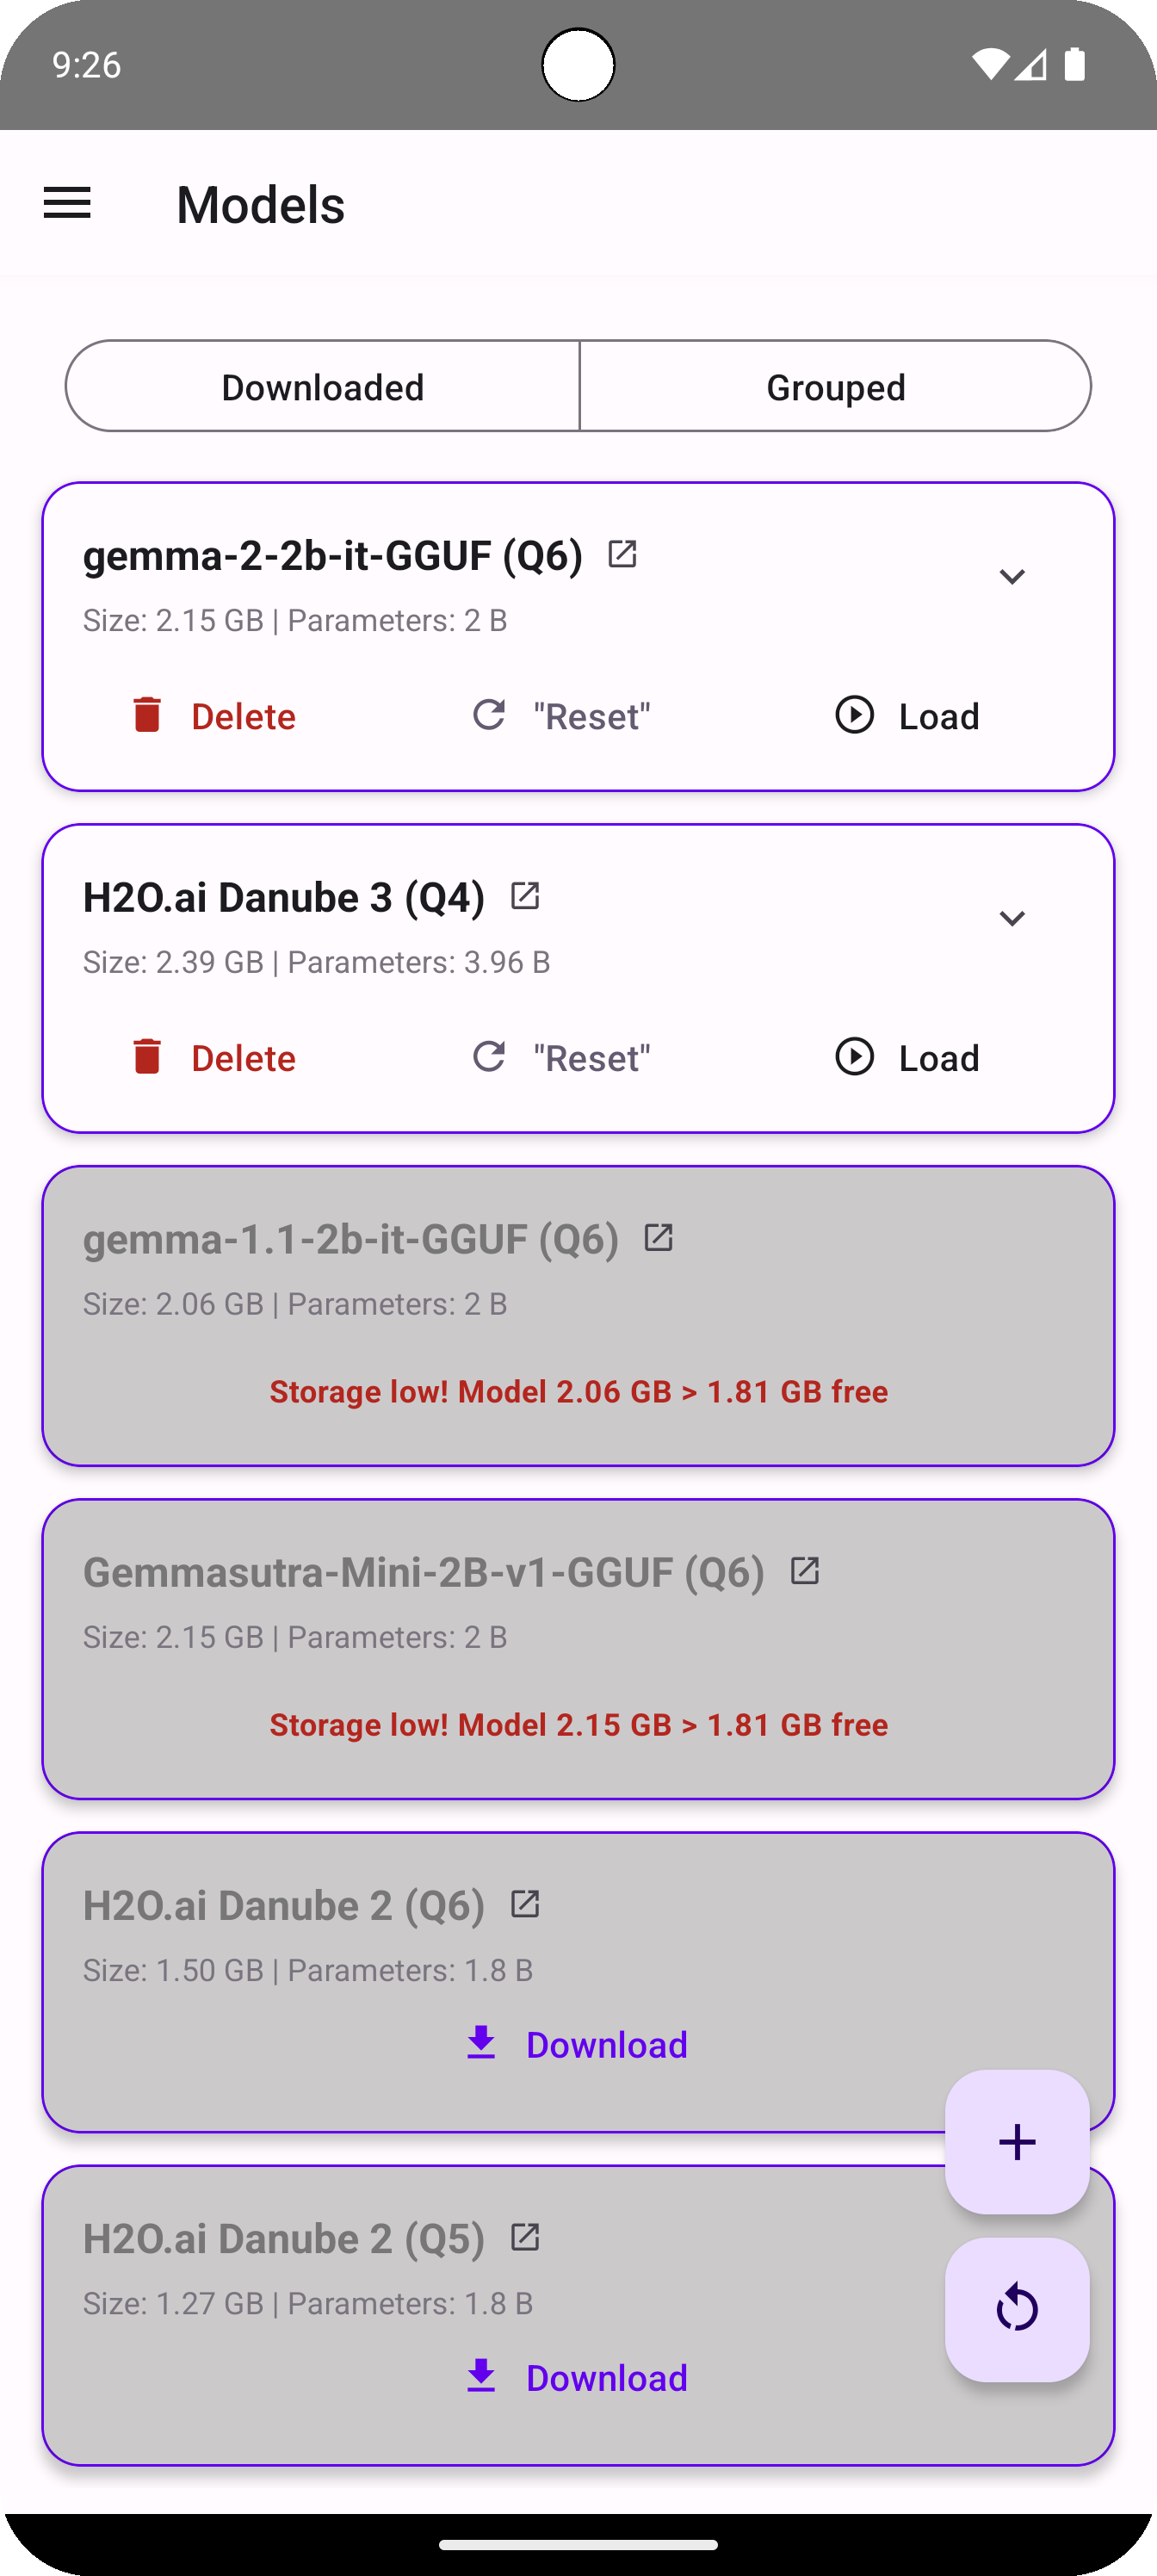 9:26
Models
Downloaded
Grouped
gemma-2-2b-it-GGUF (Q6)
Size: 2.15 GB | Parameters: 2 B
Delete
"Reset"
Load
H2O.ai Danube 3 (Q4)
Size: 2.39 GB | Parameters: 3.96 B
Delete
"Reset"
Load
gemma-1.1-2b-it-GGUF (Q6)
Size: 2.06 GB | Parameters: 2 B
Storage low! Model 2.06 GB > 1.81 GB free
Gemmasutra-Mini-2B-v1-GGUF (Q6)
Size: 2.15 GB | Parameters: 2 B
Storage low! Model 2.15 GB > 1.81 GB free
H2O.ai Danube 2 (Q6)
Size: 1.50 GB | Parameters: 1.8 B
Download
H2O.ai Danube 2 (Q5)
Size: 1.27 GB | Parameters: 1.8 B
Download